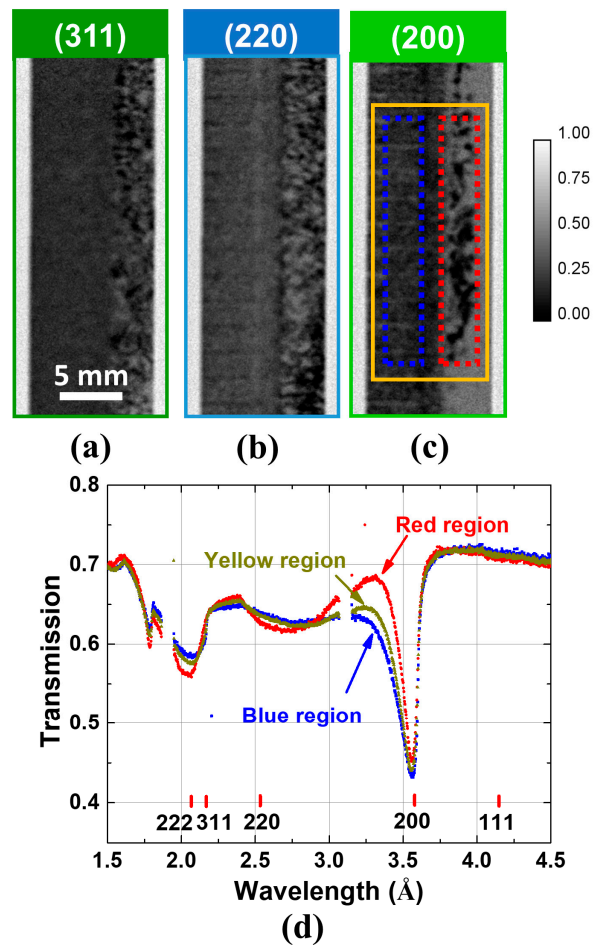 (311)
(220)
(200)
1.00
0.75
0.50
0.25
0.00
5 mm
(a)
(b)
(c)
0.8
0.7
0.6
0.5
0.4
Transmission
Red region
Yellow region
Blue region
222
311
220
200
111
1.5
2.0
2.5
3.0
3.5
4.0
4.5
Wavelength (Å)
(d)